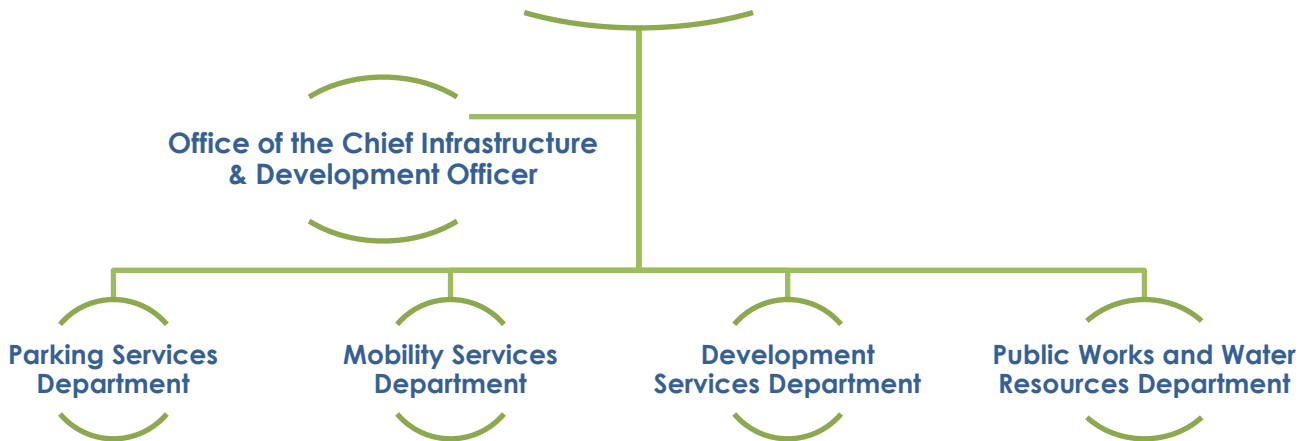 Office of the Chief Infrastructure
& Development Officer
Parking Services
Department
Mobility Services
Department
Development
Services Department
Public Works and Water
Resources Department